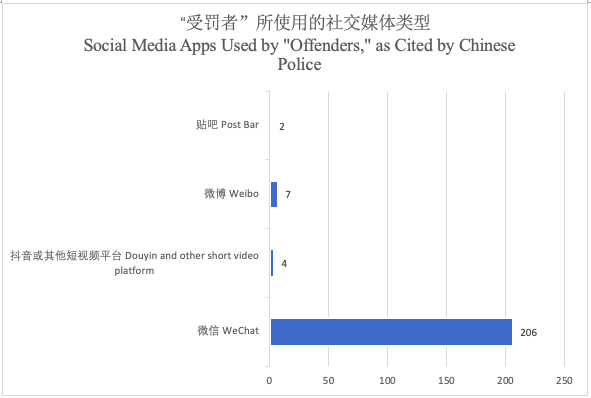 “受罚者”所使用的社交媒体类型
Social Media Apps Used by "Offenders," as Cited by Chinese
Police
贴吧 Post Bar
2
微博 Weibo
7
抖音或其他短视频平台 Douyin and other short video
platform
4
微信 WeChat
206
0 50 100 150 200 250